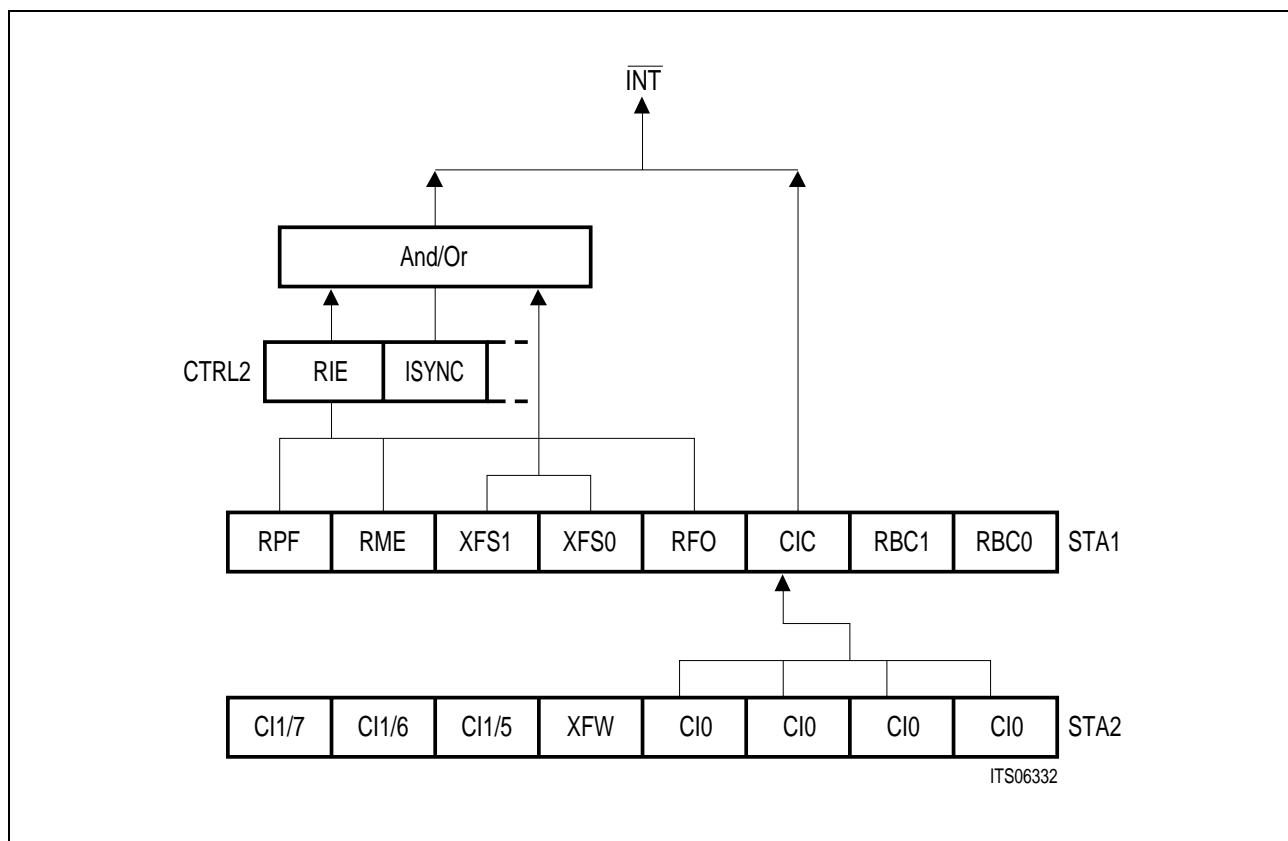 INT
And/Or
CTRL2 RIE ISYNC
RPF RME XFS1 XFS0 RFO CIC RBC1 RBC0 STA1
CI1/7 CI1/6 CI1/5 XFW CI0 CI0 CI0 CI0 STA2
ITS06332